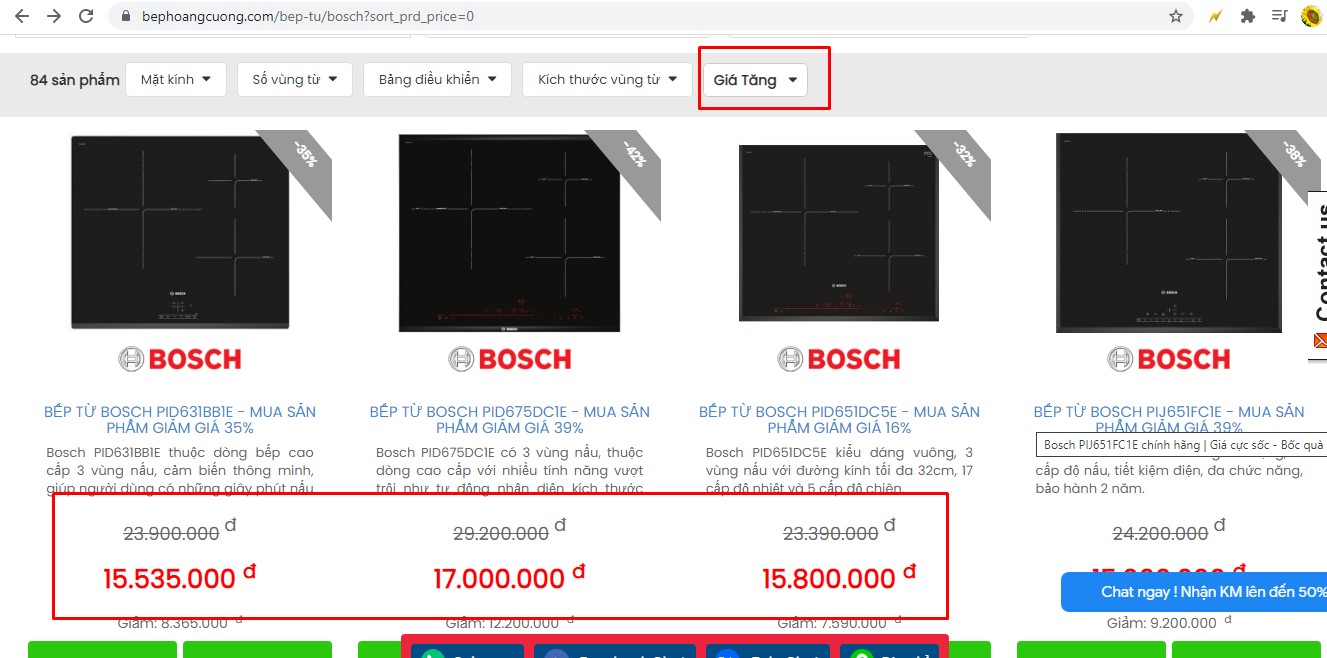 bephoangcuong.com/bep-tu/bosch?sort_prd_price=0
84 sản phẩm
Mặt kính
Số vùng từ
Bảng điều khiển
Kích thước vùng từ
Giá Tăng
-35%
-42%
-32%
-38%
BOSCH
BOSCH
BOSCH
BOSCH
BẾP TỪ BOSCH PID631BB1E - MUA SẢN
PHẨM GIẢM GIÁ 35%
Bosch PID631BB1E thuộc dòng bếp cao
cấp 3 vùng nấu, cảm biến thông minh,
giúp người dùng có những giây phút nấu
23.900.000 đ
15.535.000 đ
Giảm: 8.365.000 đ
BẾP TỪ BOSCH PID675DC1E - MUA SẢN
PHẨM GIẢM GIÁ 39%
Bosch PID675DC1E có 3 vùng nấu, thuộc
dòng cao cấp với nhiều tính năng vượt
trội như tự động nhận diện kích thước
29.200.000 đ
17.000.000 đ
Giảm: 12.200.000 đ
BẾP TỪ BOSCH PID651DC5E - MUA SẢN
PHẨM GIẢM GIÁ 16%
Bosch PID651DC5E kiểu dáng vuông, 3
vùng nấu với đường kính tối đa 32cm, 17
cấp độ nhiệt và 5 cấp độ chiên.
23.390.000 đ
15.800.000 đ
Giảm: 7.590.000 đ
BẾP TỪ BOSCH PIJ651FC1E - MUA SẢN
PHẨM GIẢM GIÁ 39%
Bosch PIJ651FC1E chính hãng | Giá cực sốc - Bốc quà
cấp độ nấu, tiết kiệm điện, đa chức năng,
bảo hành 2 năm.
24.200.000 đ
Giảm: 9.200.000 đ
Contact us
Chat ngay ! Nhận KM lên đến 50%